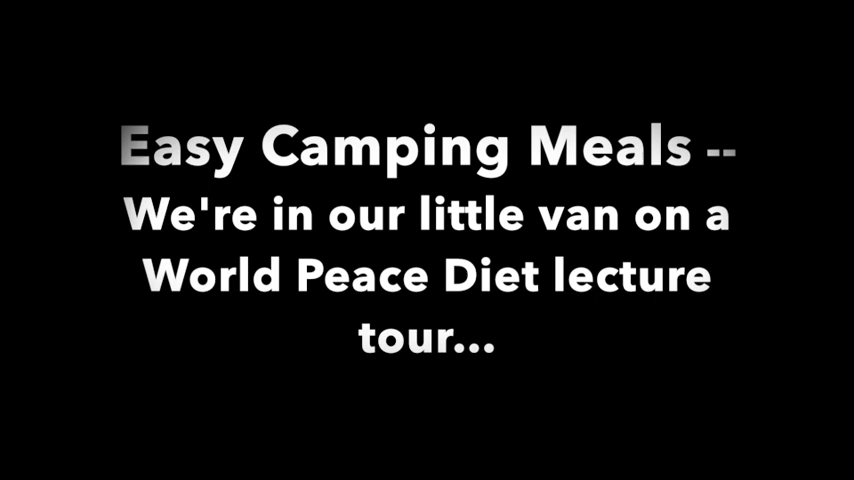 Easy Camping Meals --
We're in our little van on a
World Peace Diet lecture
tour...